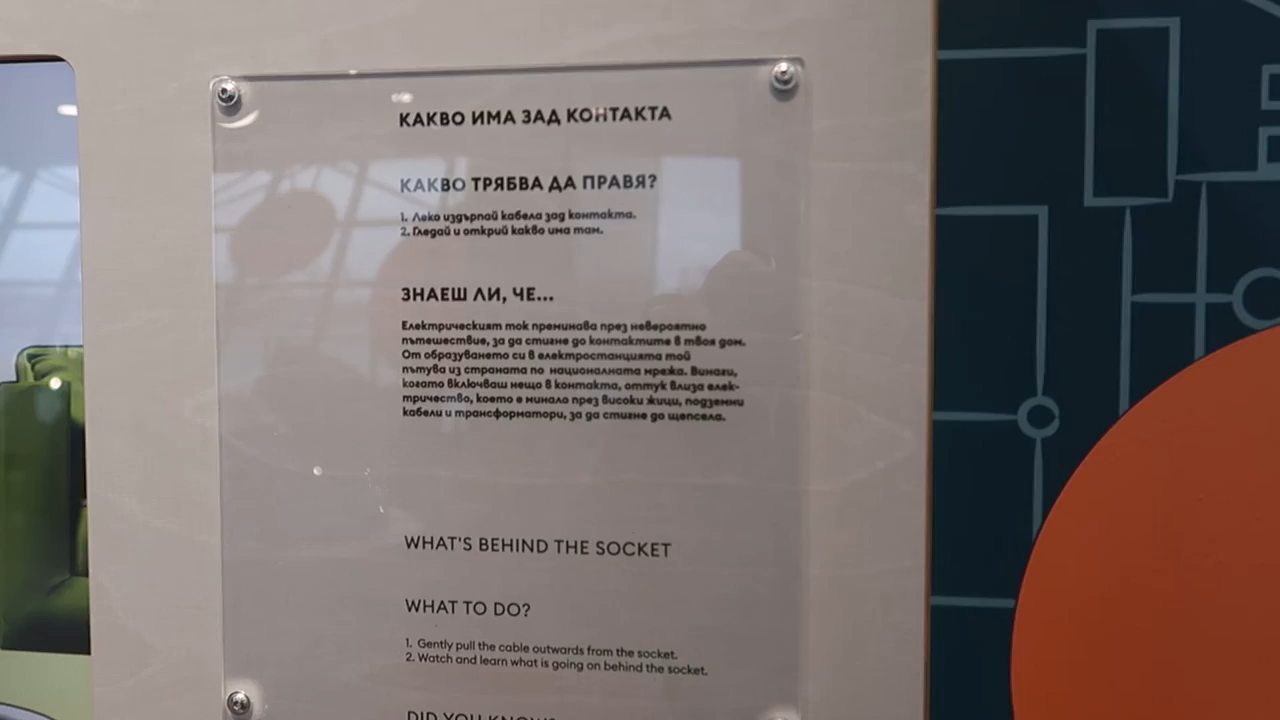 КАКВО ИМА ЗАД КОНТАКТА
КАКВО ТРЯБВА ДА ПРАВЯ?
1. Леко издърпай кабела зад контакта.
2. Гледай и открий какво има там.
ЗНАЕШ ЛИ, ЧЕ...
Електрическият ток преминава през невероятно
пътешествие, за да стигне до контактите в твоя дом.
От образуването си в електростанцията той
пътува из страната по националната мрежа. Винаги,
когато включваш нещо в контакта, оттук влиза елек-
тричество, което е минало през високи жици, подземни
кабели и трансформатори, за да стигне до щепсела.
WHAT'S BEHIND THE SOCKET
WHAT TO DO?
1. Gently pull the cable outwards from the socket.
2. Watch and learn what is going on behind the socket.
DID YOU KNOW?